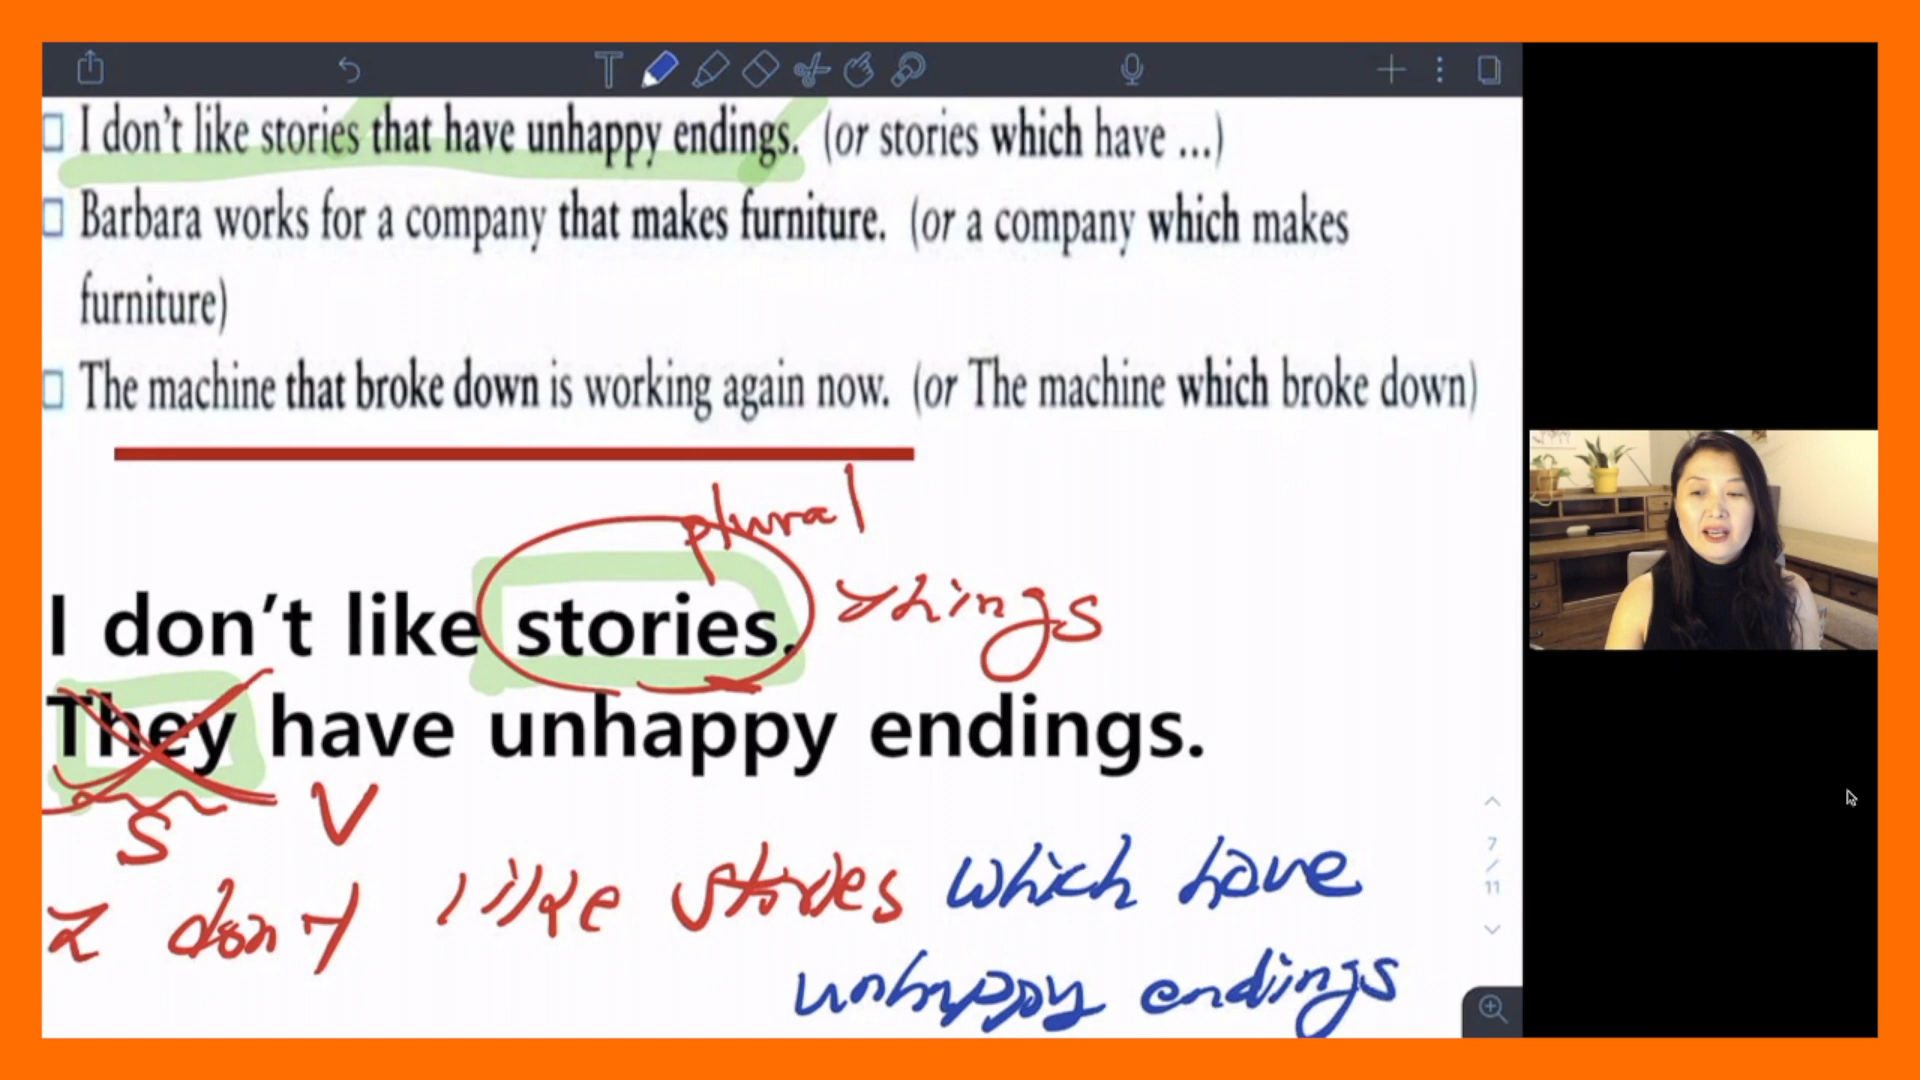 I don't like stories that have unhappy endings. (or stories which have ...)
Barbara works for a company that makes furniture. (or a company which makes
furniture)
The machine that broke down is working again now. (or The machine which broke down)
plural
I don't like stories. things
They have unhappy endings.
S V
I don't like stories which have
unhappy endings
7
/
11